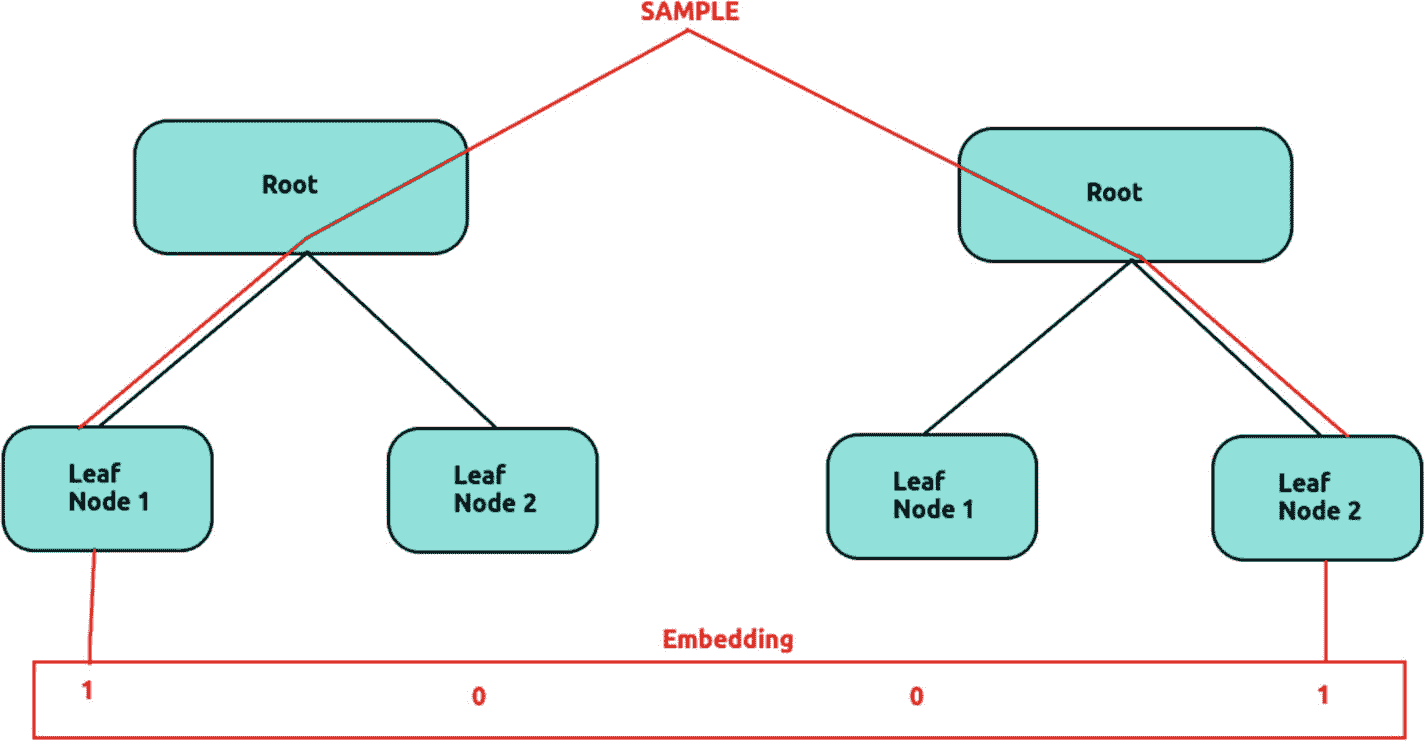 SAMPLE
Root
Root
Leaf
Node 1
Leaf
Node 2
Leaf
Node 1
Leaf
Node 2
Embedding
1
0
0
1